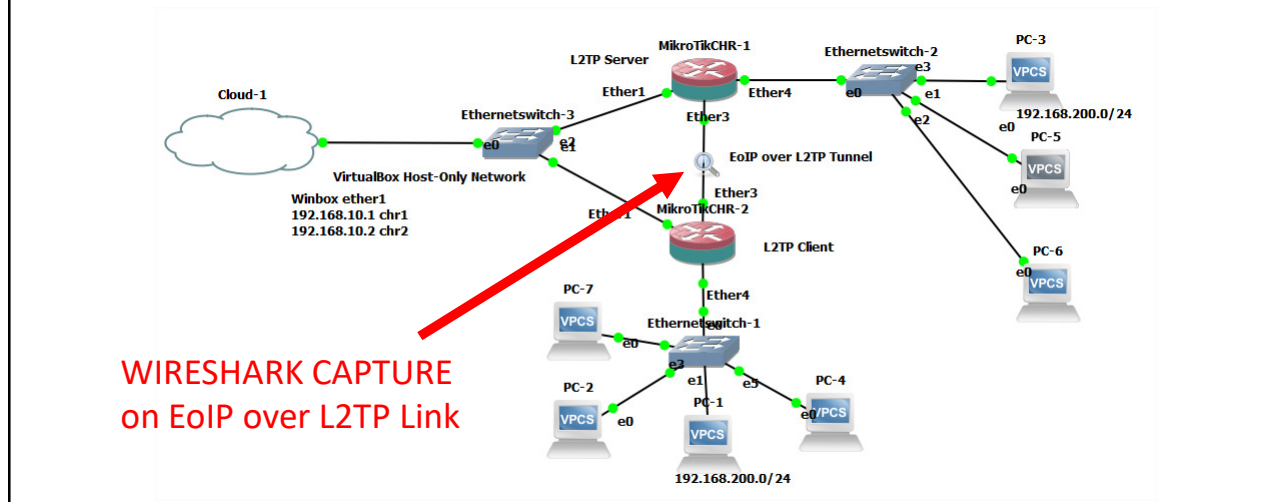 MikroTikCHR-1
L2TP Server
Ethernetswitch-2
PC-3
e3
VPCS
Cloud-1
Ether1
Ether4
e0
e1
e2
192.168.200.0/24
e0
Ethernetswitch-3
Ether3
PC-5
e0
e2
e1
EoIP over L2TP Tunnel
VPCS
e0
VirtualBox Host-Only Network
Ether3
Winbox ether1
192.168.10.1 chr1
192.168.10.2 chr2
MikroTikCHR-2
Ether1
L2TP Client
PC-6
e0
VPCS
PC-7
Ether4
VPCS
Ethernetswitch-1
e0
e0
e3
e1
e5
WIRESHARK CAPTURE
on EoIP over L2TP Link
PC-2
PC-1
PC-4
VPCS
e0
VPCS
e0
VPCS
192.168.200.0/24